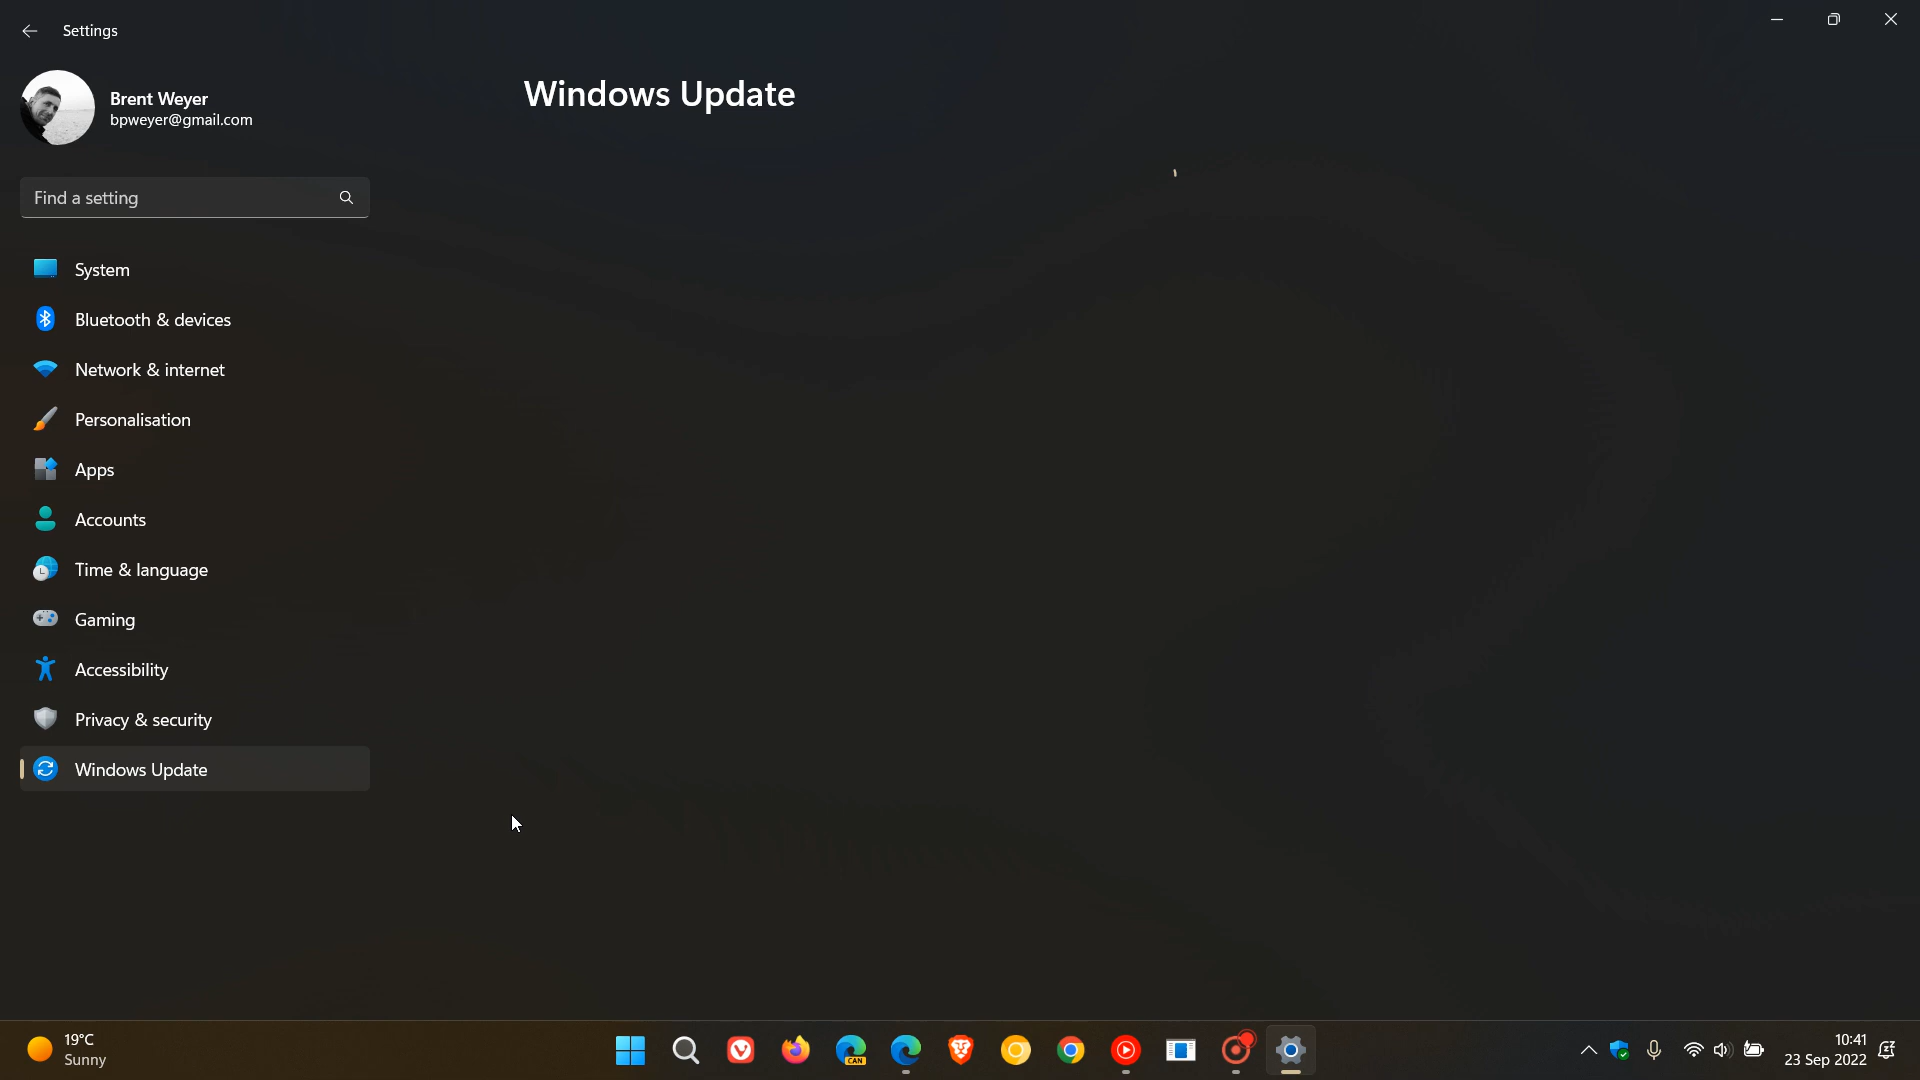 Settings
Brent Weyer
bpweyer@gmail.com
Windows Update
Find a setting
System
Bluetooth & devices
Network & internet
Personalisation
Apps
Accounts
Time & language
Gaming
Accessibility
Privacy & security
Windows Update
19°C
Sunny
CAN
10:41
23 Sep 2022